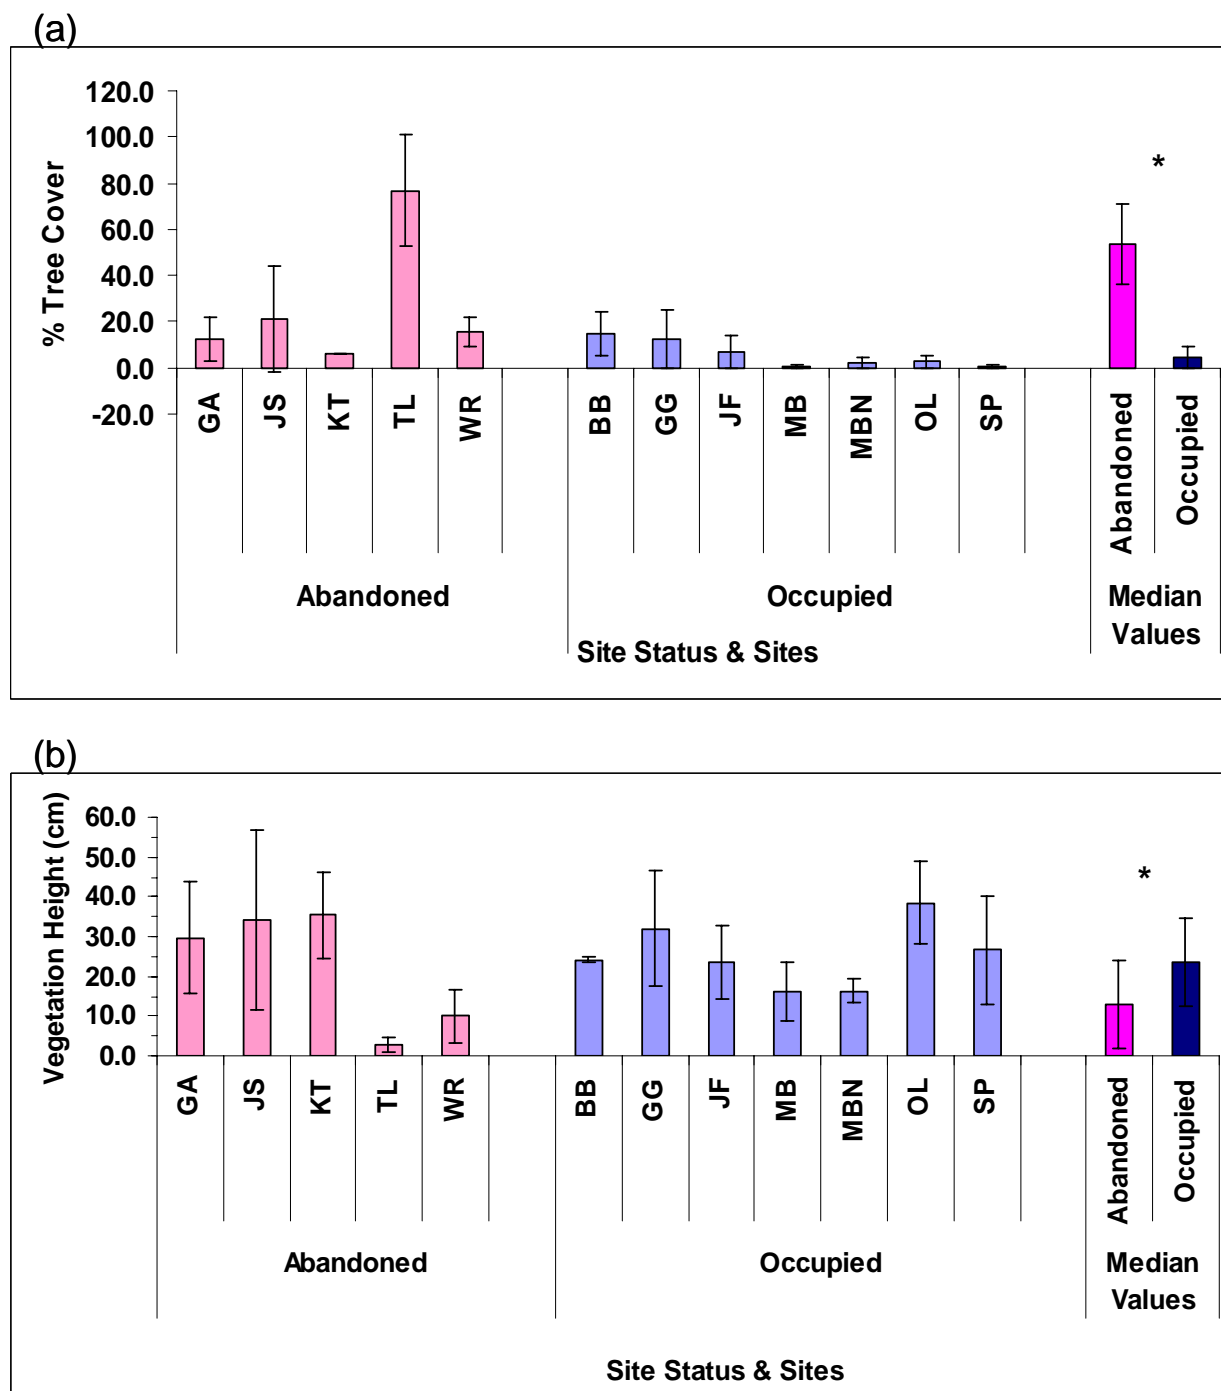 (a)
120.0
100.0
80.0
60.0
40.0
20.0
0.0
-20.0
% Tree Cover
*
GA
JS
KT
TL
WR
BB
GG
JF
MB
MBN
OL
SP
Abandoned
Occupied
Abandoned
Occupied
Median
Values
Site Status & Sites
(b)
60.0
50.0
40.0
30.0
20.0
10.0
0.0
Vegetation Height (cm)
*
GA
JS
KT
TL
WR
BB
GG
JF
MB
MBN
OL
SP
Abandoned
Occupied
Abandoned
Occupied
Median
Values
Site Status & Sites